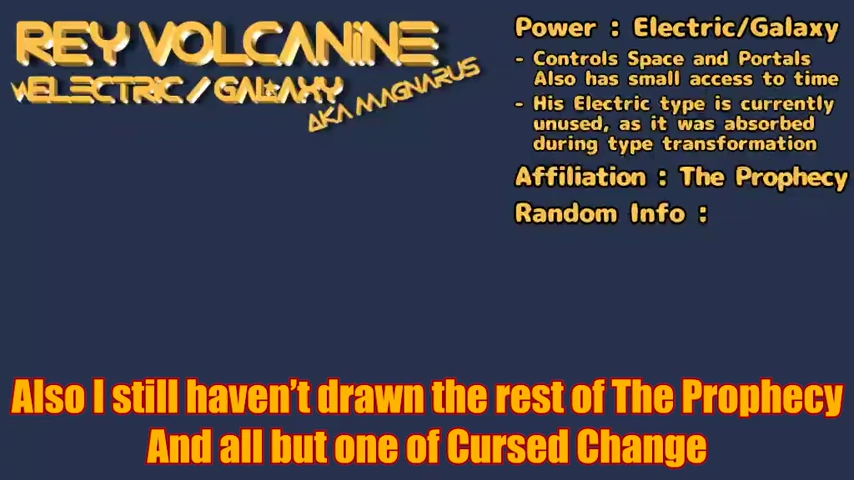 REY VOLCANINE
ELECTRIC / GALAXY
AKA MAGNARUS
Power : Electric/Galaxy
- Controls Space and Portals
Also has small access to time
- His Electric type is currently
unused, as it was absorbed
during type transformation
Affiliation : The Prophecy
Random Info :
Also I still haven’t drawn the rest of The Prophecy
And all but one of Cursed Change